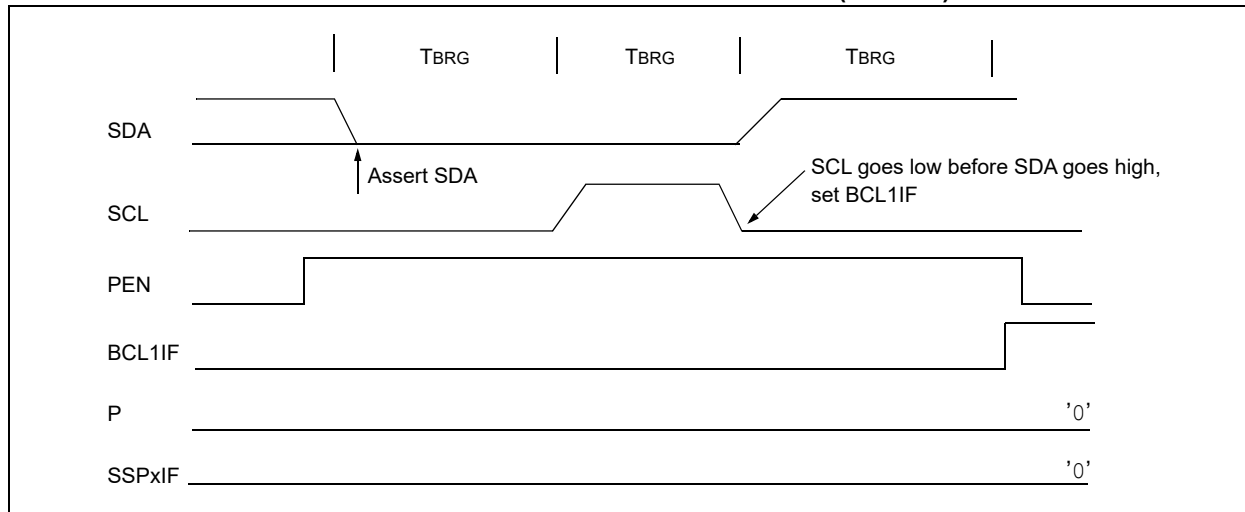 TBRG TBRG TBRG
SDA
Assert SDA
SCL goes low before SDA goes high,
set BCL1IF
SCL
PEN
BCL1IF
P
'0'
SSPxIF
'0'